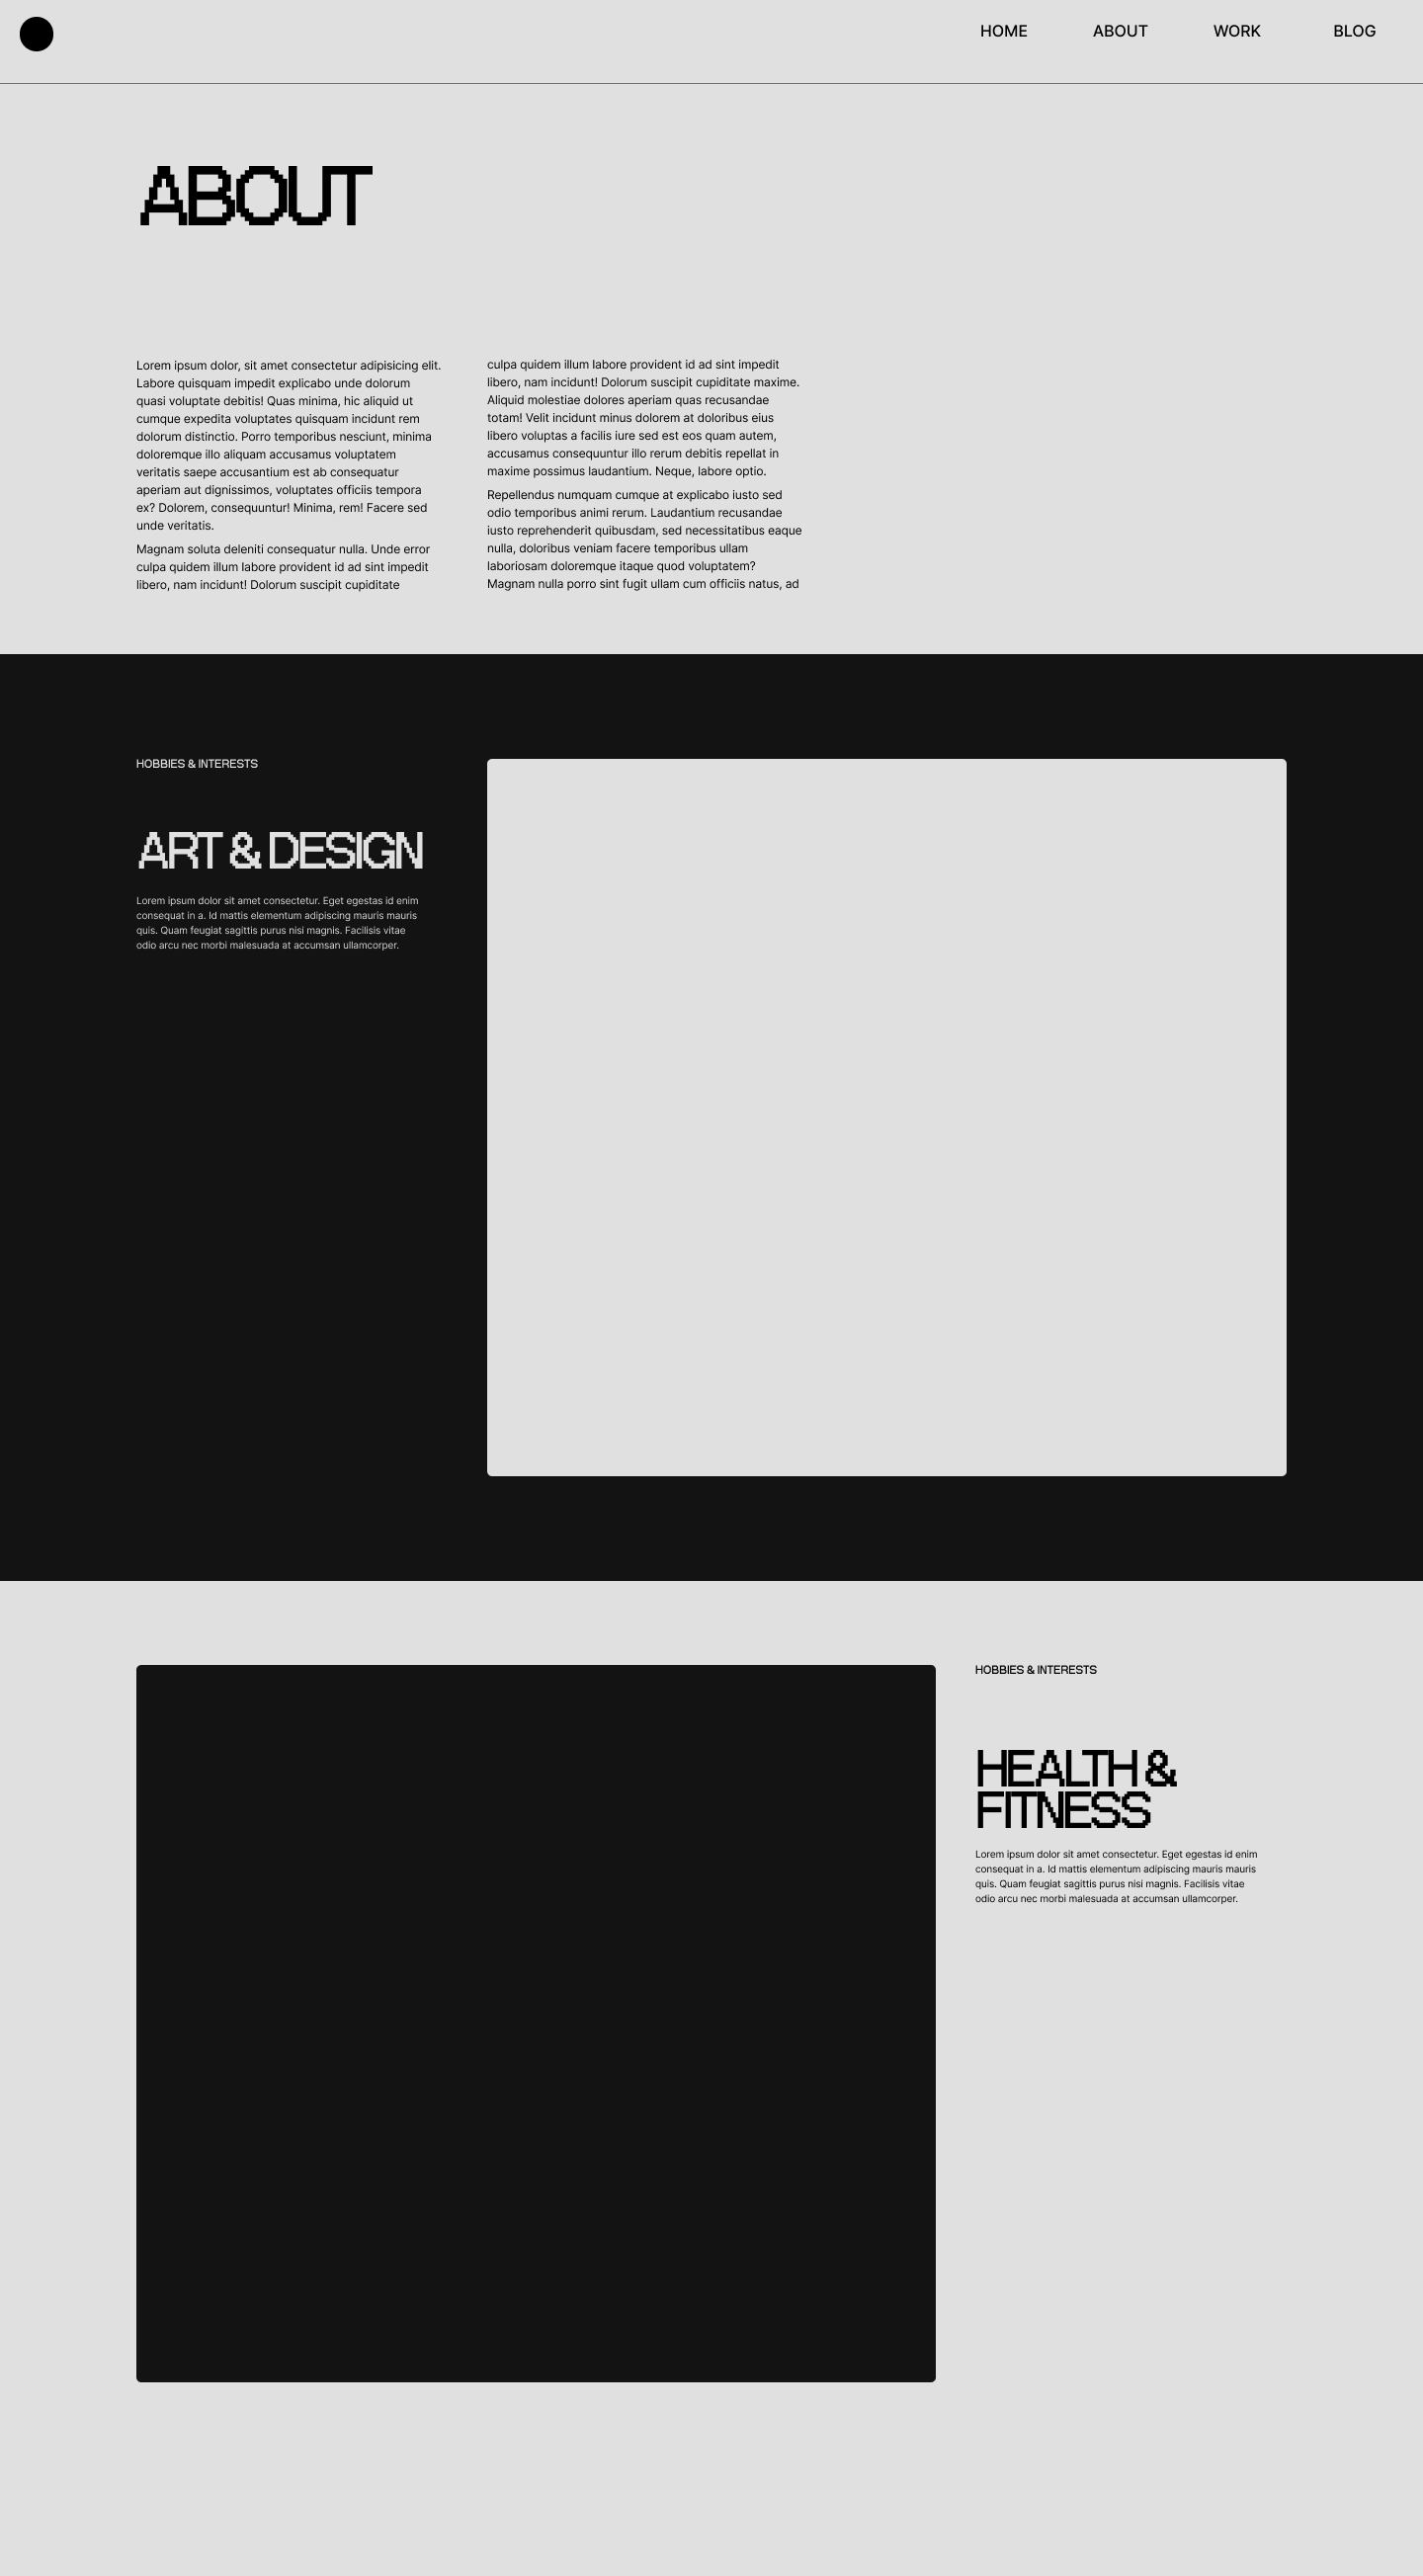 HOME ABOUT WORK BLOG
ABOUT
Lorem ipsum dolor, sit amet consectetur adipisicing elit.
Labore quisquam impedit explicabo unde dolorum
quasi voluptate debitis! Quas minima, hic aliquid ut
cumque expedita voluptates quisquam incidunt rem
dolorum distinctio. Porro temporibus nesciunt, minima
doloremque illo aliquam accusamus voluptatem
veritatis saepe accusantium est ab consequatur
aperiam aut dignissimos, voluptates officiis tempora
ex? Dolorem, consequuntur! Minima, rem! Facere sed
unde veritatis.
Magnam soluta deleniti consequatur nulla. Unde error
culpa quidem illum labore provident id ad sint impedit
libero, nam incidunt! Dolorum suscipit cupiditate
culpa quidem illum labore provident id ad sint impedit
libero, nam incidunt! Dolorum suscipit cupiditate maxime.
Aliquid molestiae dolores aperiam quas recusandae
totam! Velit incidunt minus dolorem at doloribus eius
libero voluptas a facilis iure sed est eos quam autem,
accusamus consequuntur illo rerum debitis repellat in
maxime possimus laudantium. Neque, labore optio.
Repellendus numquam cumque at explicabo iusto sed
odio temporibus animi rerum. Laudantium recusandae
iusto reprehenderit quibusdam, sed necessitatibus eaque
nulla, doloribus veniam facere temporibus ullam
laboriosam doloremque itaque quod voluptatem?
Magnam nulla porro sint fugit ullam cum officiis natus, ad
HOBBIES & INTERESTS
ART & DESIGN
Lorem ipsum dolor sit amet consectetur. Eget egestas id enim
consequat in a. Id mattis elementum adipiscing mauris mauris
quis. Quam feugiat sagittis purus nisi magnis. Facilisis vitae
odio arcu nec morbi malesuada at accumsan ullamcorper.
HOBBIES & INTERESTS
HEALTH &
FITNESS
Lorem ipsum dolor sit amet consectetur. Eget egestas id enim
consequat in a. Id mattis elementum adipiscing mauris mauris
quis. Quam feugiat sagittis purus nisi magnis. Facilisis vitae
odio arcu nec morbi malesuada at accumsan ullamcorper.